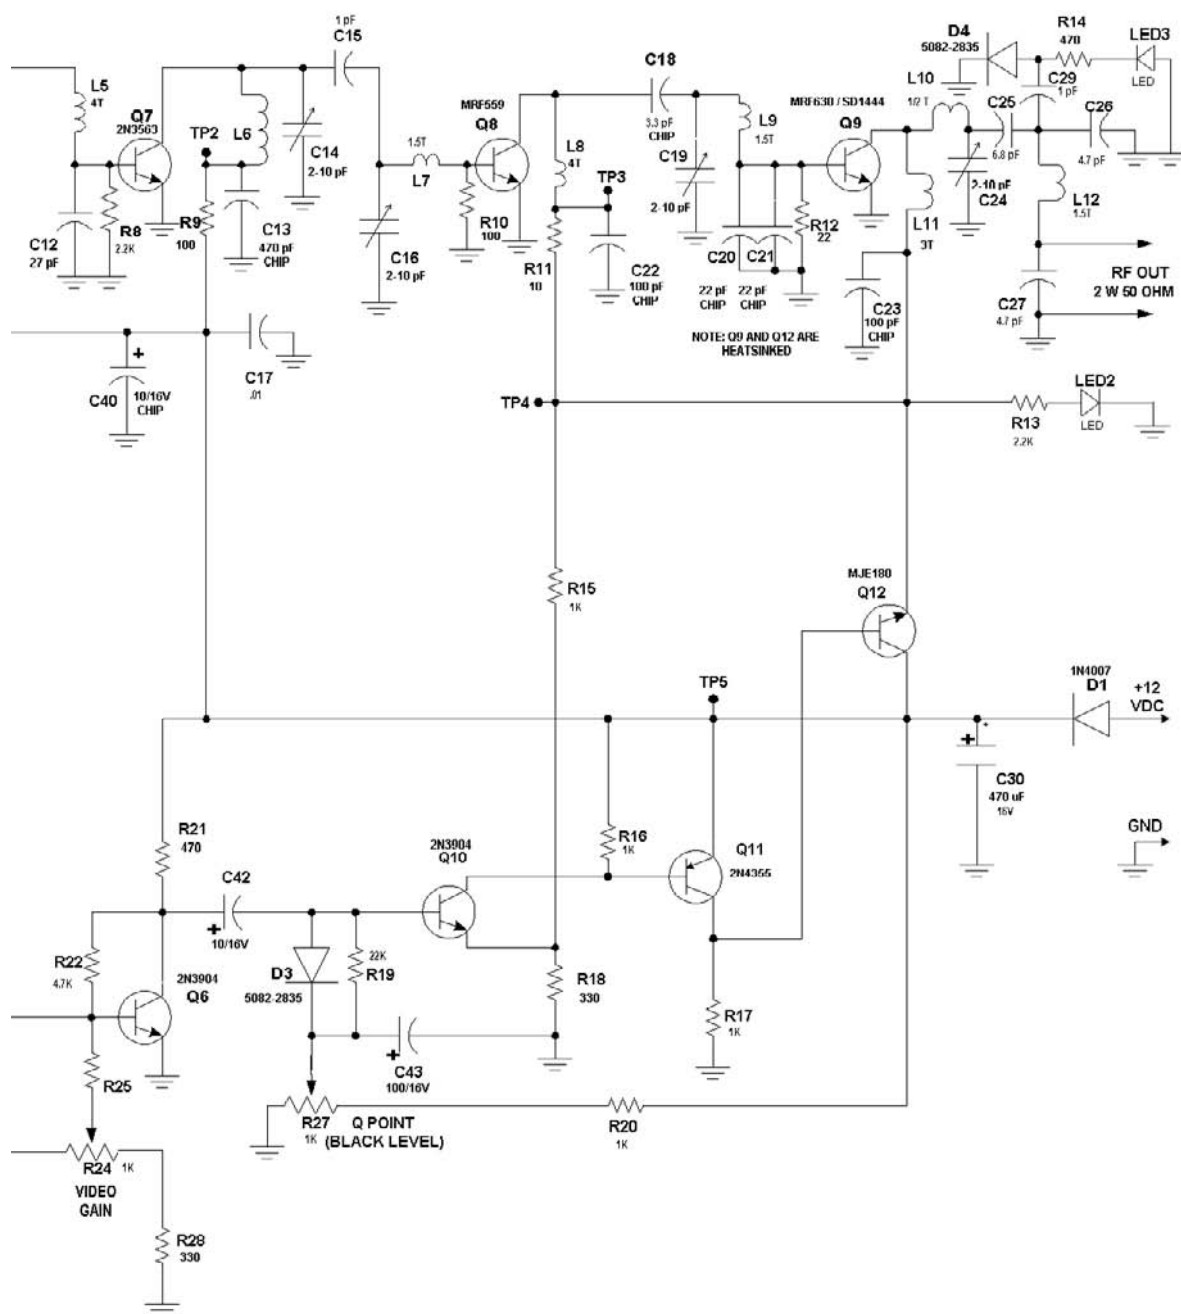 1 pF
C15
L5
4T
Q7
2N3563
TP2
L6
C14
2-10 pF
C12
27 pF
R8
2.2K
R9
100
C13
470 pF
CHIP
C16
2-10 pF
1.5T
L7
MRF559
Q8
R10
100
L8
4T
TP3
R11
10
C22
100 pF
CHIP
C18
3.3 pF
CHIP
C19
2-10 pF
L9
1.5T
MRF630 / SD1444
Q9
C20
C21
22 pF
CHIP
22 pF
CHIP
R12
22
NOTE: Q9 AND Q12 ARE
HEATSINKED
D4
5082-2835
R14
470
LED3
LED
L10
1/2 T
C25
6.8 pF
C29
1 pF
C26
4.7 pF
2-10 pF
C24
L11
3T
L12
1.5T
C23
100 pF
CHIP
C27
4.7 pF
RF OUT
2 W 50 OHM
+
C40
10/16V
CHIP
C17
.01
TP4
R13
2.2K
LED2
LED
R15
1K
MJE180
Q12
TP5
1N4007
D1
+12
VDC
+
C30
470 uF
16V
GND
R21
470
C42
+
10/16V
2N3904
Q10
R16
1K
Q11
2N4355
R22
4.7K
2N3904
Q6
D3
5082-2835
22K
R19
R18
330
R17
1K
R25
+
C43
100/16V
R27
1K
Q POINT
(BLACK LEVEL)
R20
1K
R24
1K
VIDEO
GAIN
R28
330